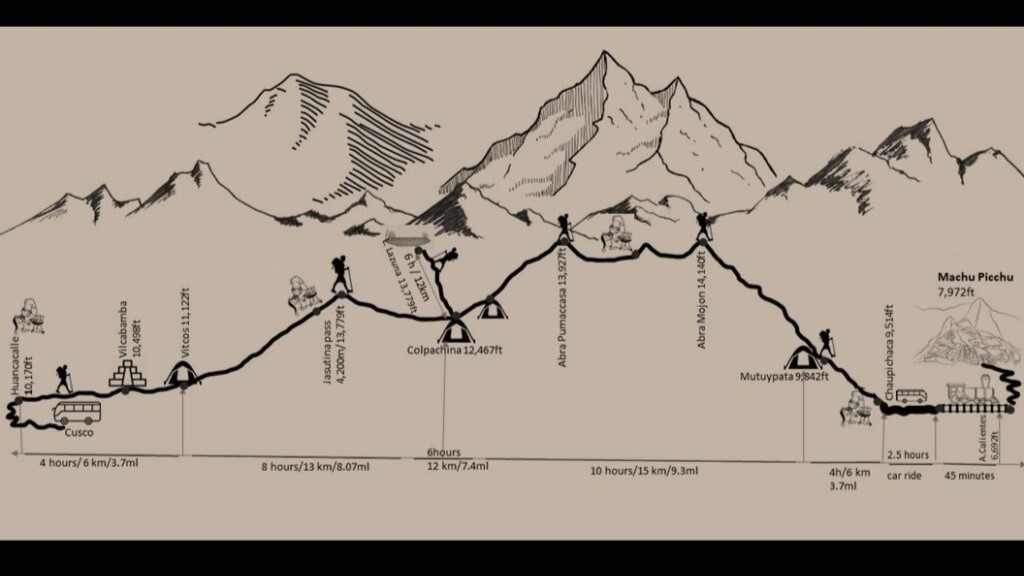 Machu Picchu
7,972ft
Huancacalle
10,170ft
Vilcabamba
10,498ft
Vitcos 11,122ft
Jasutina pass
4,200m/13,779ft
Lazuna 13,779ft
6 h / 12km
Colpachina 12,467ft
Abra Pumaccasa 13,927ft
Abra Mojon 14,140ft
Mutuypata 9,842ft
Chaupichaca 9,514ft
A.Calientes
6,692ft
Cusco
4 hours/ 6 km/3.7ml
8 hours/13 km/8.07ml
6hours
12 km/7.4ml
10 hours/15 km/9.3ml
4h/6 km
3.7ml
2.5 hours
car ride
45 minutes